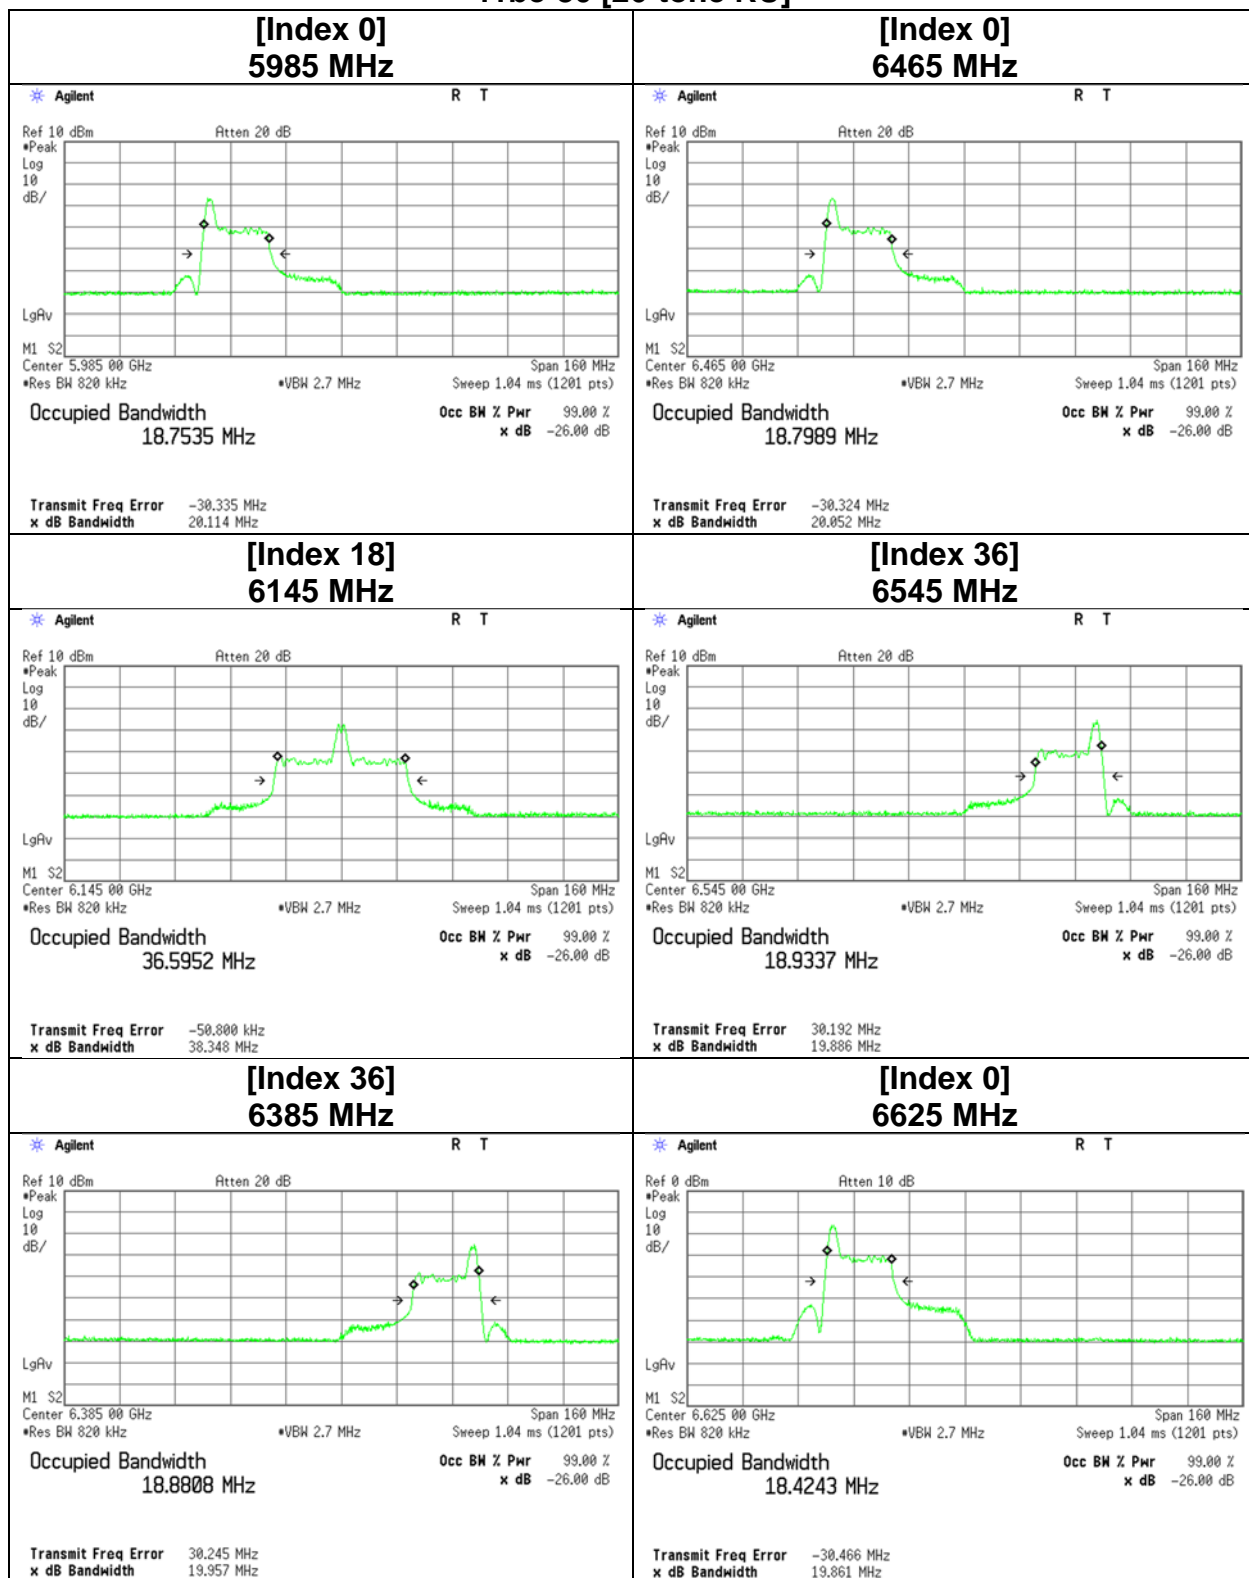 [Index 0]
5985 MHz
Agilent R T
Ref 10 dBm Atten 20 dB
#Peak
Log
10
dB/
LgAv
M1 S2
Center 5.985 00 GHz Span 160 MHz
#Res BW 820 kHz #VBW 2.7 MHz Sweep 1.04 ms (1201 pts)
Occupied Bandwidth Occ BW % Pwr 99.00 %
18.7535 MHz x dB -26.00 dB
Transmit Freq Error -30.335 MHz
x dB Bandwidth 20.114 MHz
[Index 0]
6465 MHz
Agilent R T
Ref 10 dBm Atten 20 dB
#Peak
Log
10
dB/
LgAv
M1 S2
Center 6.465 00 GHz Span 160 MHz
#Res BW 820 kHz #VBW 2.7 MHz Sweep 1.04 ms (1201 pts)
Occupied Bandwidth Occ BW % Pwr 99.00 %
18.7989 MHz x dB -26.00 dB
Transmit Freq Error -30.324 MHz
x dB Bandwidth 20.052 MHz
[Index 18]
6145 MHz
Agilent R T
Ref 10 dBm Atten 20 dB
#Peak
Log
10
dB/
LgAv
M1 S2
Center 6.145 00 GHz Span 160 MHz
#Res BW 820 kHz #VBW 2.7 MHz Sweep 1.04 ms (1201 pts)
Occupied Bandwidth Occ BW % Pwr 99.00 %
36.5952 MHz x dB -26.00 dB
Transmit Freq Error -50.800 kHz
x dB Bandwidth 38.348 MHz
[Index 36]
6545 MHz
Agilent R T
Ref 10 dBm Atten 20 dB
#Peak
Log
10
dB/
LgAv
M1 S2
Center 6.545 00 GHz Span 160 MHz
#Res BW 820 kHz #VBW 2.7 MHz Sweep 1.04 ms (1201 pts)
Occupied Bandwidth Occ BW % Pwr 99.00 %
18.9337 MHz x dB -26.00 dB
Transmit Freq Error 30.192 MHz
x dB Bandwidth 19.886 MHz
[Index 36]
6385 MHz
Agilent R T
Ref 10 dBm Atten 20 dB
#Peak
Log
10
dB/
LgAv
M1 S2
Center 6.385 00 GHz Span 160 MHz
#Res BW 820 kHz #VBW 2.7 MHz Sweep 1.04 ms (1201 pts)
Occupied Bandwidth Occ BW % Pwr 99.00 %
18.8808 MHz x dB -26.00 dB
Transmit Freq Error 30.245 MHz
x dB Bandwidth 19.957 MHz
[Index 0]
6625 MHz
Agilent R T
Ref 0 dBm Atten 10 dB
#Peak
Log
10
dB/
LgAv
M1 S2
Center 6.625 00 GHz Span 160 MHz
#Res BW 820 kHz #VBW 2.7 MHz Sweep 1.04 ms (1201 pts)
Occupied Bandwidth Occ BW % Pwr 99.00 %
18.4243 MHz x dB -26.00 dB
Transmit Freq Error -30.466 MHz
x dB Bandwidth 19.861 MHz